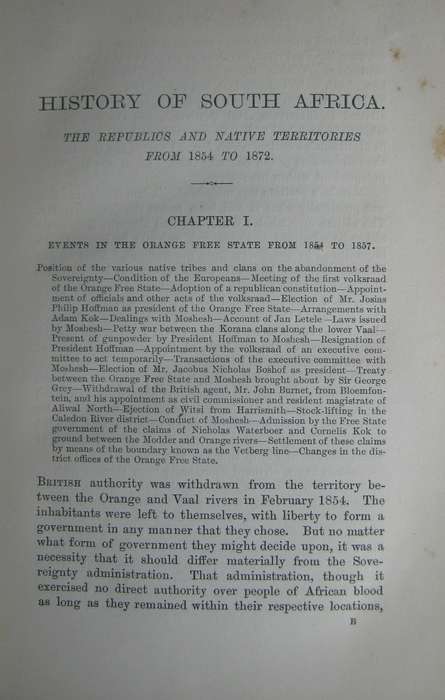 HISTORY OF SOUTH AFRICA.
THE REPUBLICS AND NATIVE TERRITORIES
FROM 1854 TO 1872.
CHAPTER I.
EVENTS IN THE ORANGE FREE STATE FROM 1854 TO 1857.
Position of the various native tribes and clans on the abandonment of the
Sovereignty—Condition of the Europeans—Meeting of the first volksraad
of the Orange Free State—Adoption of a republican constitution—Appoint-
ment of officials and other acts of the volksraad—Election of Mr. Josias
Philip Hoffman as president of the Orange Free State—Arrangements with
Adam Kok—Dealings with Moshesh—Account of Jan Letele—Laws issued
by Moshesh—Petty war between the Korana clans along the lower Vaal—
Present of gunpowder by President Hoffman to Moshesh—Resignation of
President Hoffman—Appointment by the volksraad of an executive com-
mittee to act temporarily—Transactions of the executive committee with
Moshesh—Election of Mr. Jacobus Nicholas Boshof as president—Treaty
between the Orange Free State and Moshesh brought about by Sir George
Grey—Withdrawal of the British agent, Mr. John Burnet, from Bloemfon-
tein, and his appointment as civil commissioner and resident magistrate of
Aliwal North—Ejection of Witsi from Harrismith—Stock-lifting in the
Caledon River district—Conduct of Moshesh—Admission by the Free State
government of the claims of Nicholas Waterboer and Cornelis Kok to
ground between the Modder and Orange rivers—Settlement of these claims
by means of the boundary known as the Vetberg line—Changes in the dis-
trict offices of the Orange Free State.
BRITISH authority was withdrawn from the territory be-
tween the Orange and Vaal rivers in February 1854. The
inhabitants were left to themselves, with liberty to form a
government in any manner that they chose. But no matter
what form of government they might decide upon, it was a
necessity that it should differ materially from the Sove-
reignty administration. That administration, though it
exercised no direct authority over people of African blood
as long as they remained within their respective locations,
B